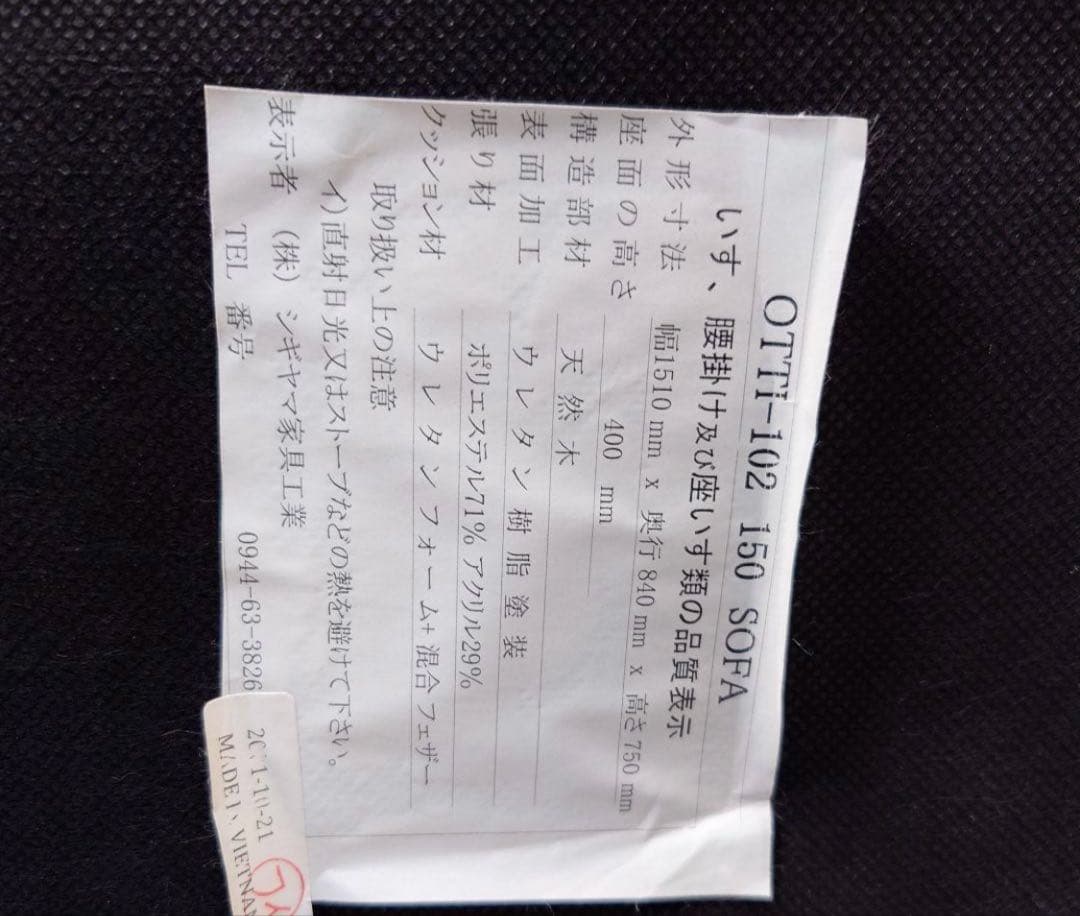 OTTI-102 150 SOFA
いす、腰掛け及び座いす類の品質表示
外形寸法 幅1510 mm x 奥行840 mm x 高さ750 mm
座面の高さ 400 mm
構造部材 天然木
表面加工 ウレタン樹脂塗装
張り材 ポリエステル71% アクリル29%
クッション材 ウレタンフォーム+混合フェザー
取り扱い上の注意
イ)直射日光又はストーブなどの熱を避けて下さい。
表示者 (株) シギヤマ家具工業
TEL 番号 0944-63-3826
MADE IN VIETNAM